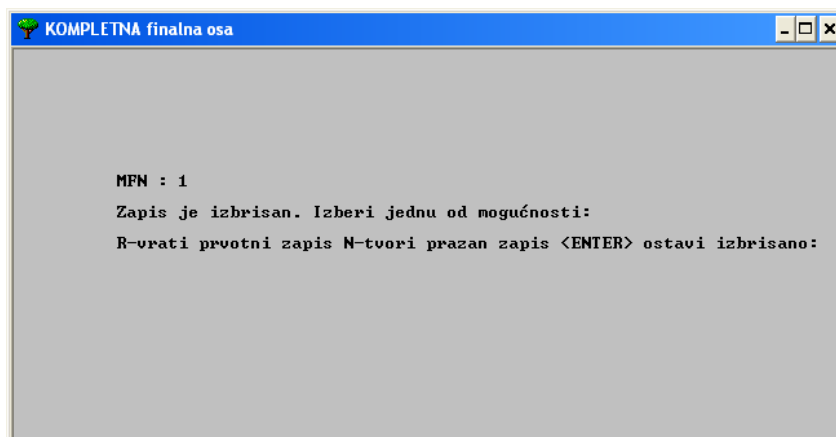 KOMPLETNA finalna osa
MFN : 1
Zapis je izbrisan. Izberi jednu od mogućnosti:
R-vrati prvotni zapis N-tvori prazan zapis <ENTER> ostavi izbrisano: